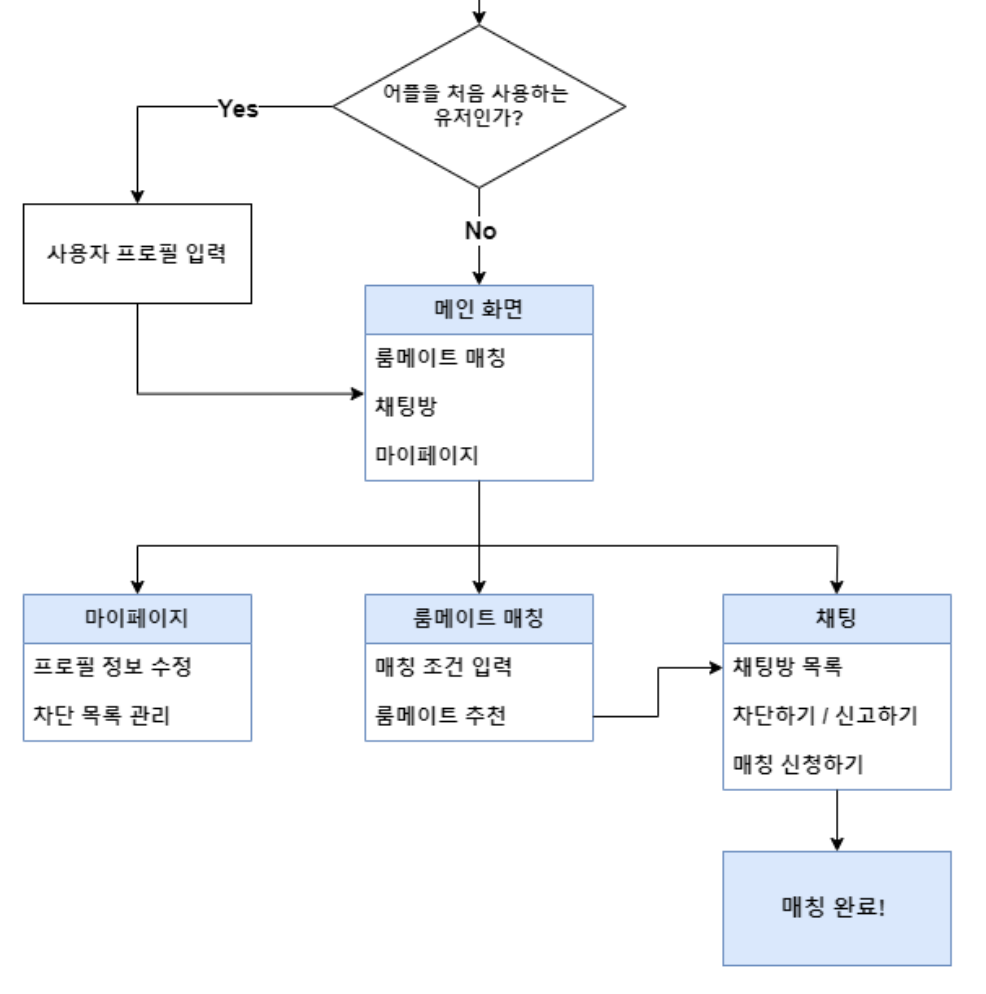 어플을 처음 사용하는
유저인가?
Yes
사용자 프로필 입력
No
메인 화면
룸메이트 매칭
채팅방
마이페이지
마이페이지
프로필 정보 수정
차단 목록 관리
룸메이트 매칭
매칭 조건 입력
룸메이트 추천
채팅
채팅방 목록
차단하기 / 신고하기
매칭 신청하기
매칭 완료!